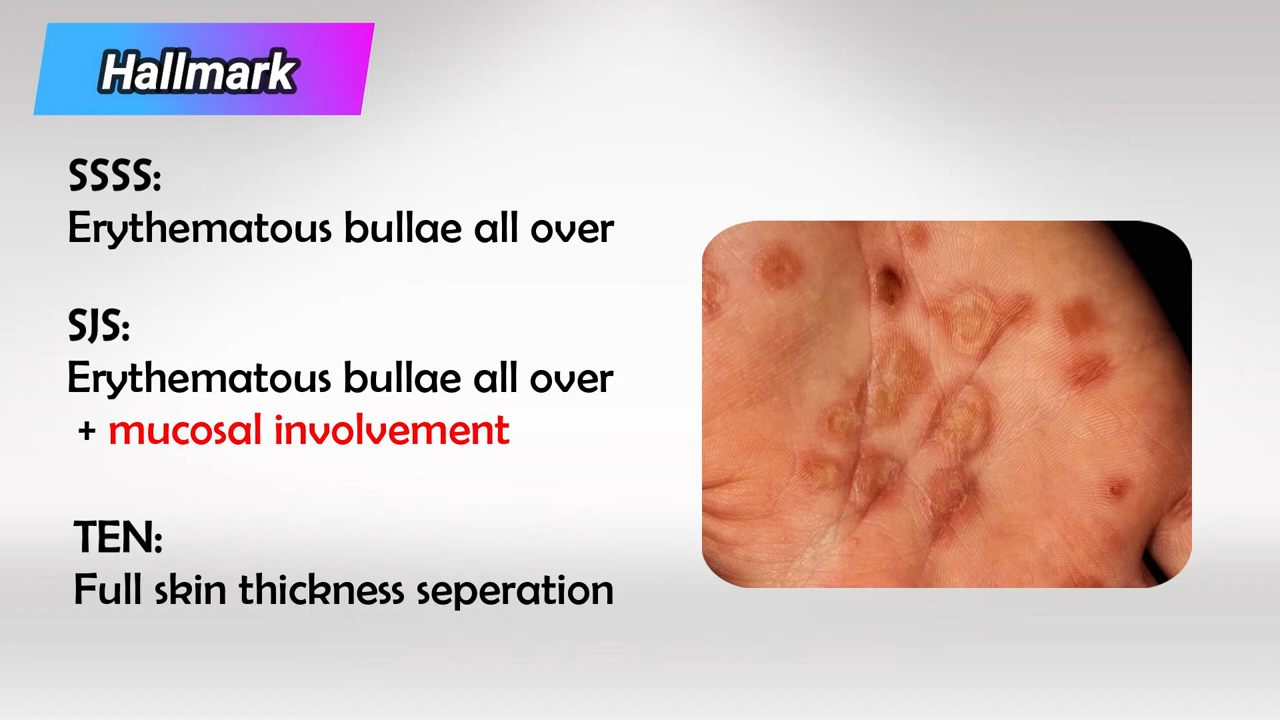 Hallmark
SSSS:
Erythematous bullae all over
SJS:
Erythematous bullae all over
+ mucosal involvement
TEN:
Full skin thickness seperation